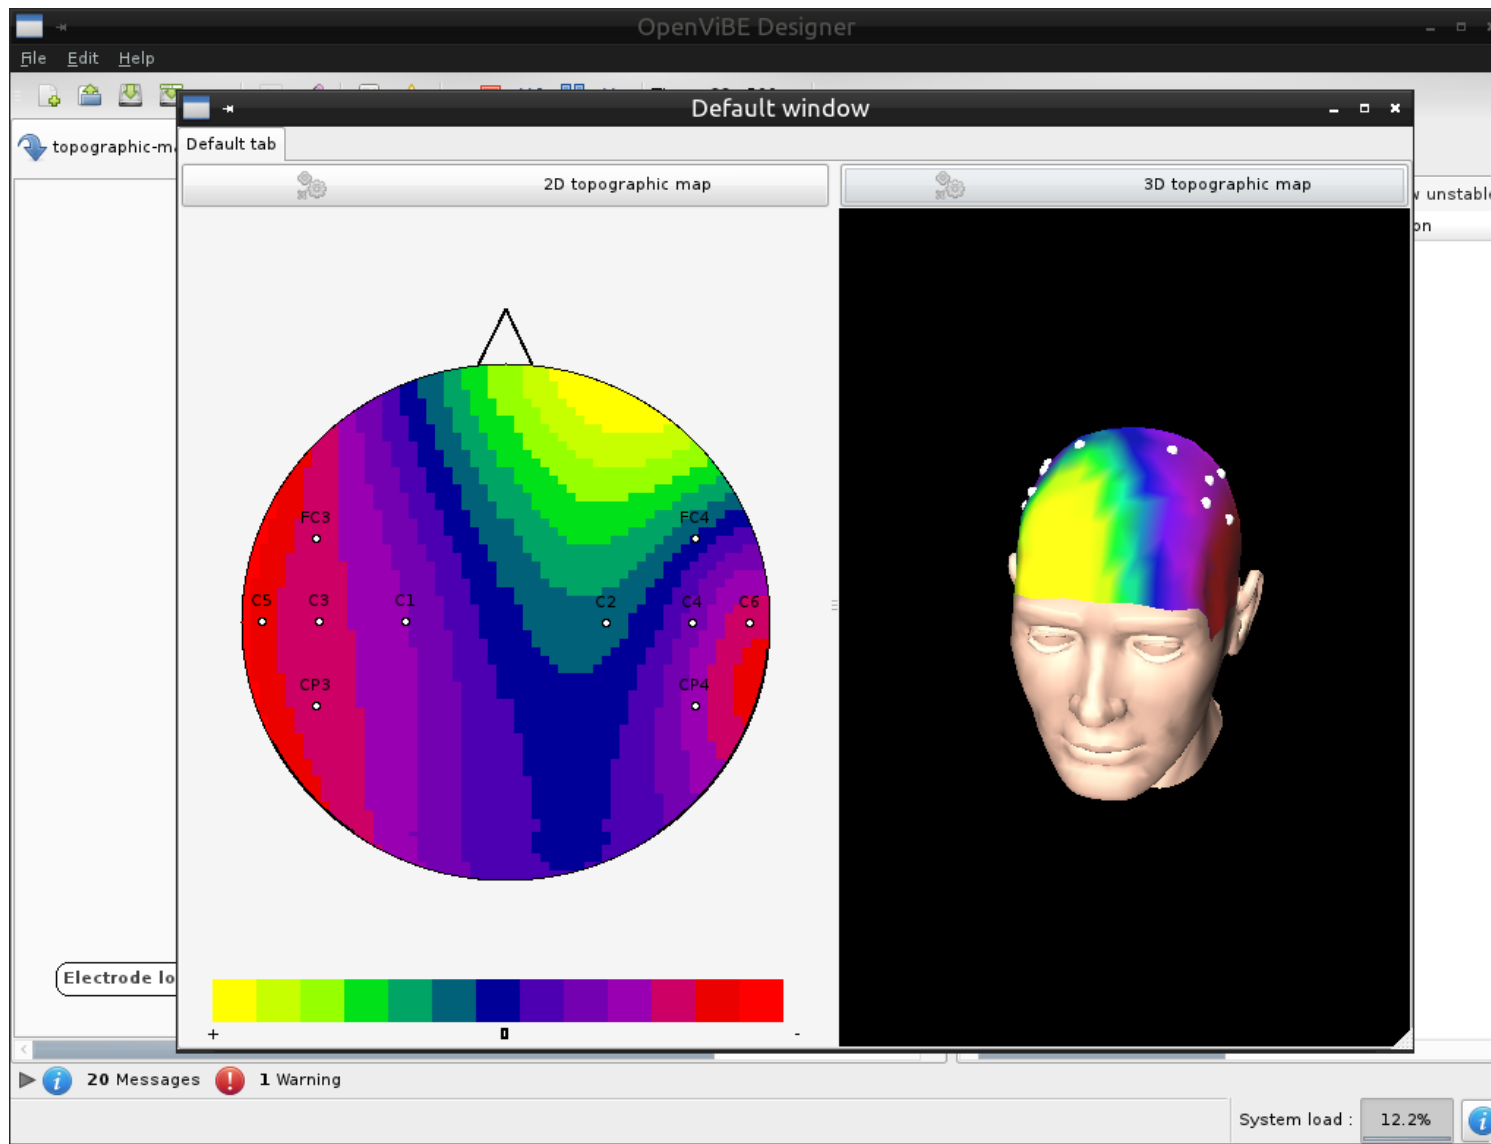 OpenViBE Designer
File Edit Help
Default window
topographic-m
Default tab
2D topographic map
3D topographic map
unstable
on
FC3
FC4
C5
C3
C1
C2
C4
C6
CP3
CP4
Electrode lo
+
0
-
20 Messages
1 Warning
System load :
12.2%